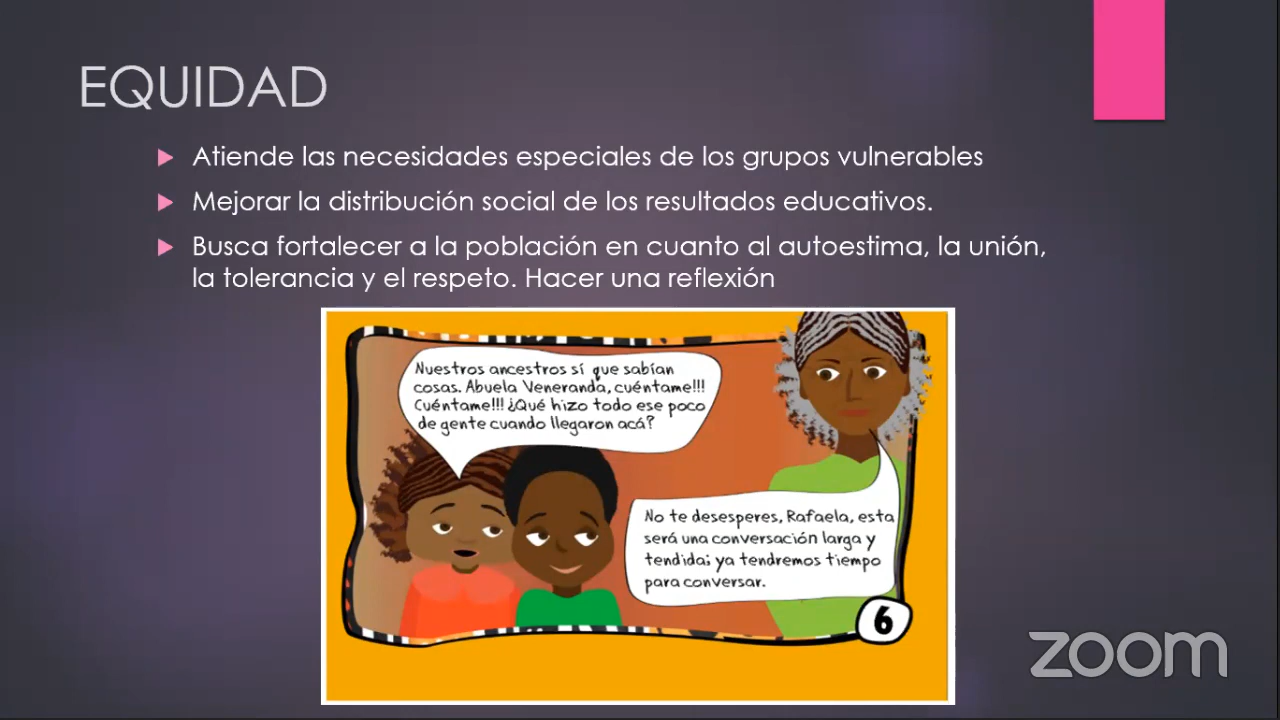 EQUIDAD
Atiende las necesidades especiales de los grupos vulnerables
Mejorar la distribución social de los resultados educativos.
Busca fortalecer a la población en cuanto al autoestima, la unión,
la tolerancia y el respeto. Hacer una reflexión
Nuestros ancestros sí que sabían
cosas. Abuela Veneranda, cuéntame!!!
Cuéntame!!! ¿Qué hizo todo ese poco
de gente cuando llegaron acá?
No te desesperes, Rafaela, esta
será una conversación larga y
tendida; ya tendremos tiempo
para conversar.
6
zoom